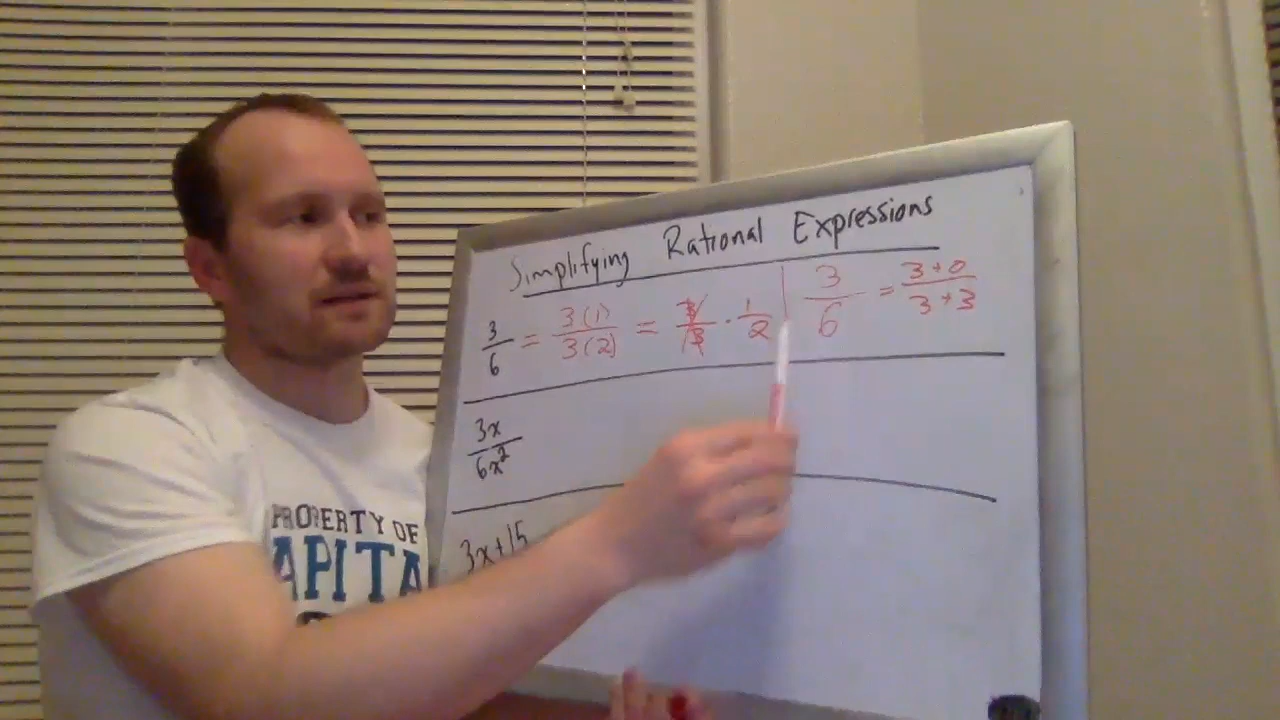 Simplifying Rational Expressions
3/6 = 3(1)/3(2) = 3/3 · 1/2 | 3/6 = 3+0/3+3
3x/6x²
3x+15
PROPERTY OF
APITA